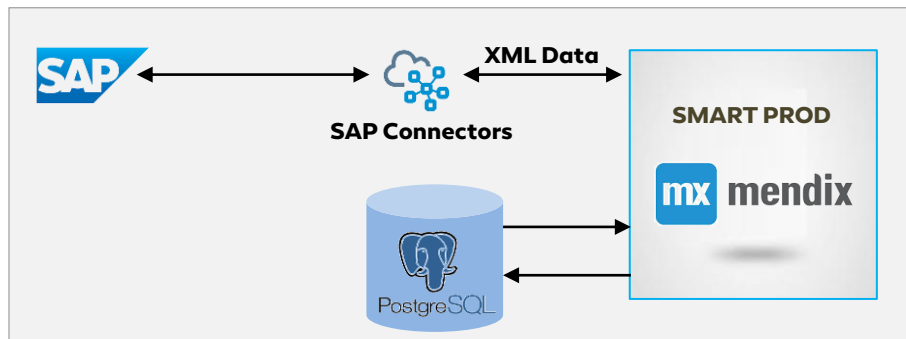 SAP
XML Data
SAP Connectors
SMART PROD
mx mendix
PostgreSQL